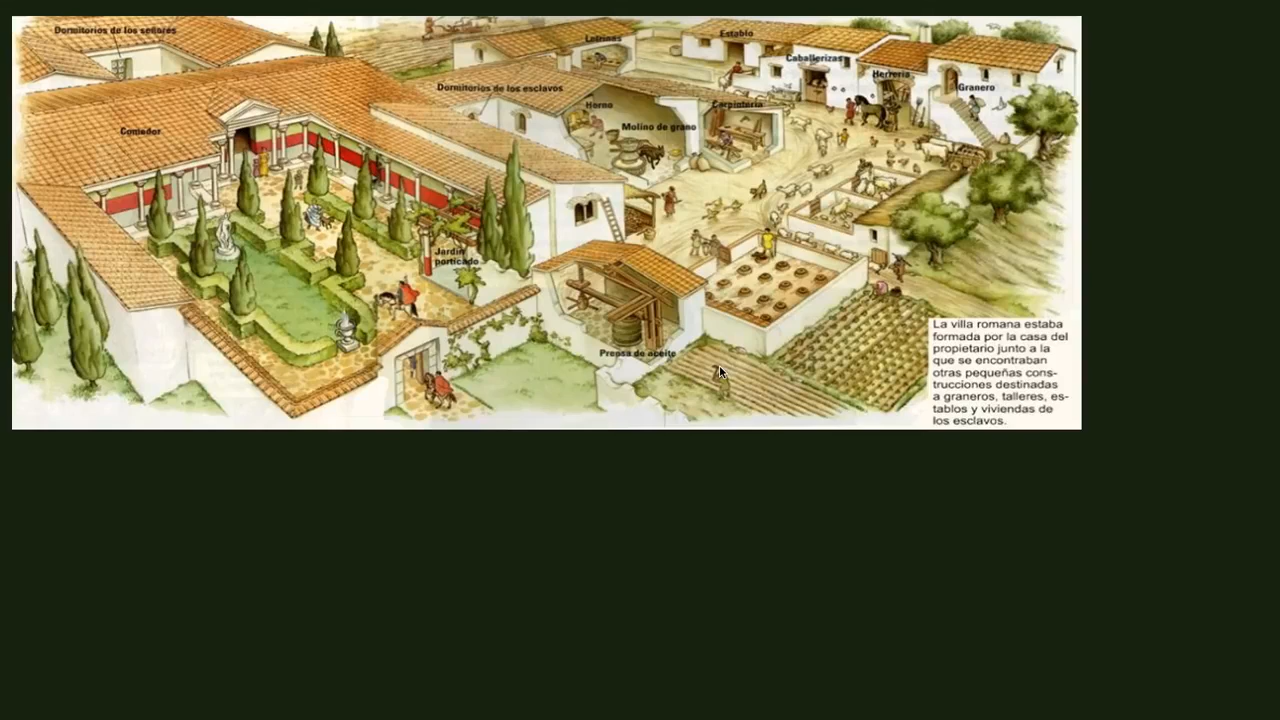 Dormitorios de los señores
Letrinas
Establo
Caballerizas
Herrería
Granero
Dormitorios de los esclavos
Horno
Carpintería
Molino de grano
Comedor
Jardín
porticado
Prensa de aceite
La villa romana estaba
formada por la casa del
propietario junto a la
que se encontraban
otras pequeñas cons-
trucciones destinadas
a graneros, talleres, es-
tablos y viviendas de
los esclavos.